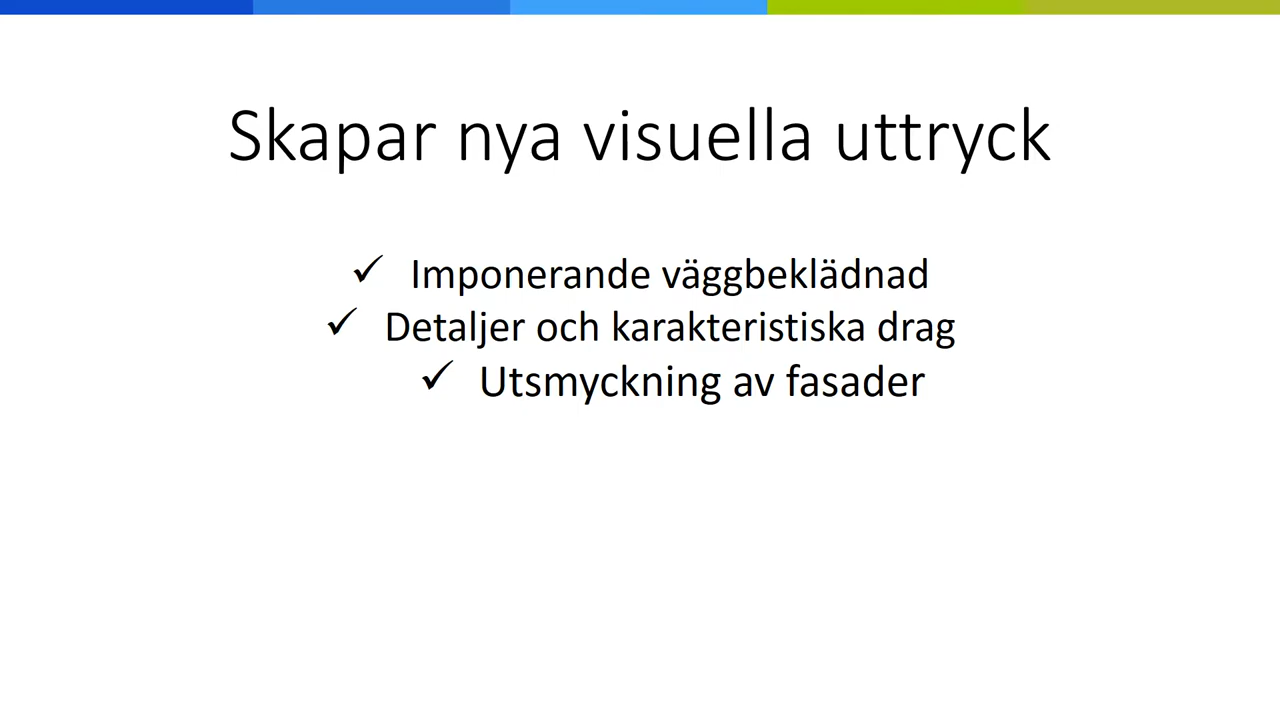 Skapar nya visuella uttryck
✓ Imponerande väggbeklädnad
✓ Detaljer och karakteristiska drag
✓ Utsmyckning av fasader